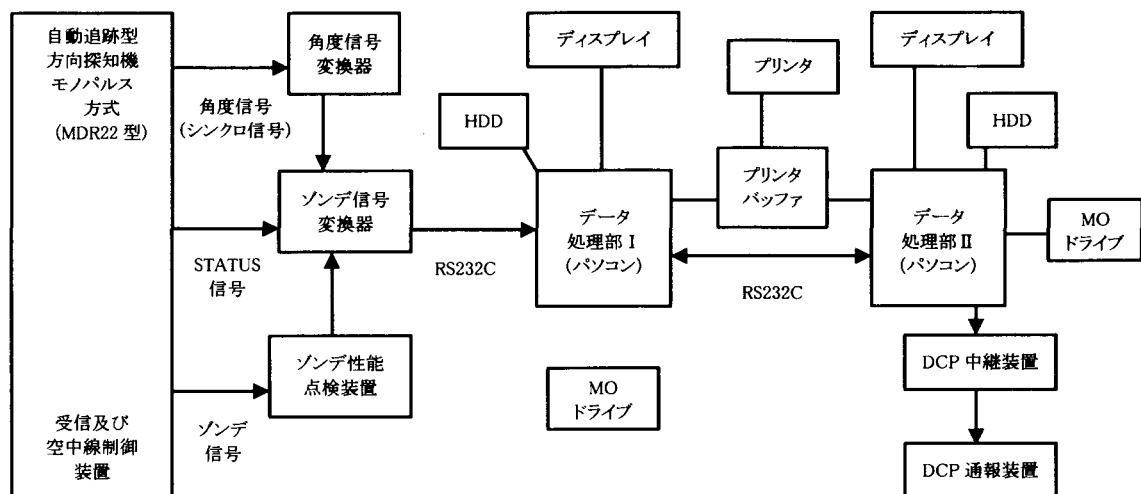 自動追跡型
方向探知機
モノパルス
方式
(MDR22 型)
受信及び
空中線制御
装置
角度信号
変換器
角度信号
(シンクロ信号)
ゾンデ信号
変換器
STATUS
信号
ゾンデ性能
点検装置
ゾンデ
信号
RS232C
ディスプレイ
HDD
データ
処理部 I
(パソコン)
MO
ドライブ
プリンタ
プリンタ
バッファ
RS232C
ディスプレイ
HDD
データ
処理部 II
(パソコン)
MO
ドライブ
DCP 中継装置
DCP 通報装置